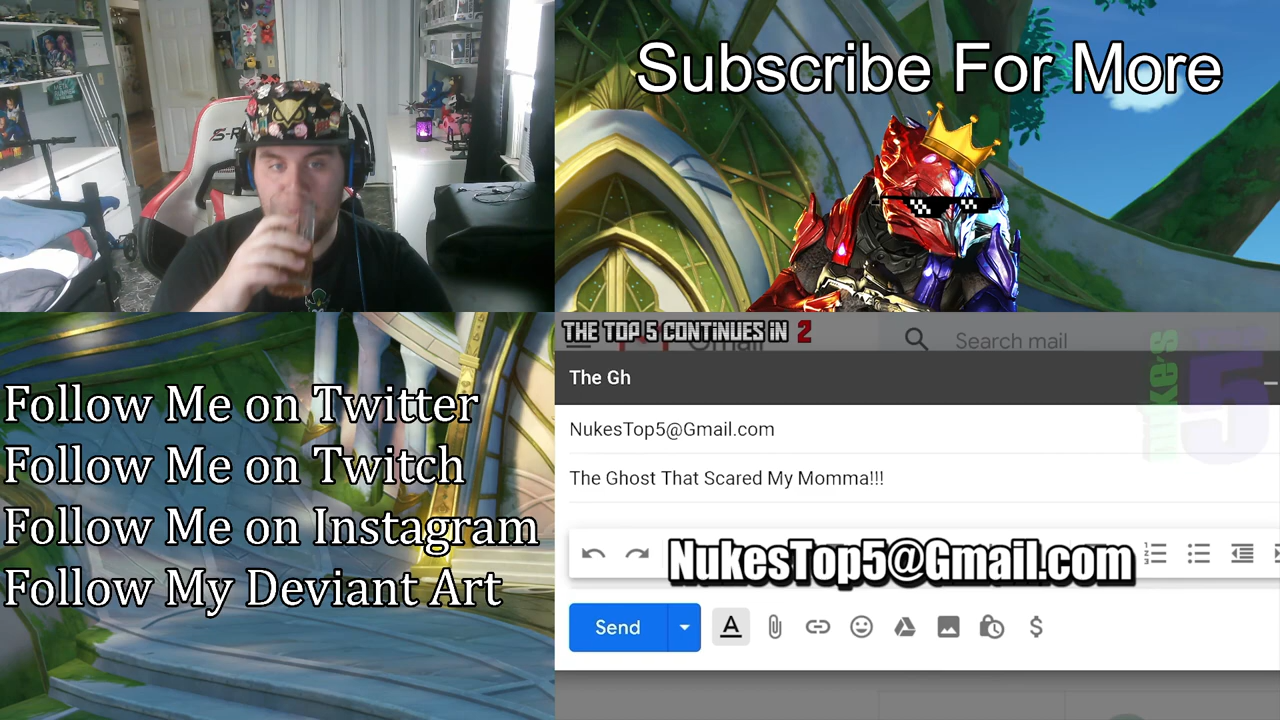 Subscribe For More
Follow Me on Twitter
Follow Me on Twitch
Follow Me on Instagram
Follow My Deviant Art
THE TOP 5 CONTINUES IN 2
Gmail
Search mail
The Gh
NukesTop5@Gmail.com
The Ghost That Scared My Momma!!!
NukesTop5@Gmail.com
Send